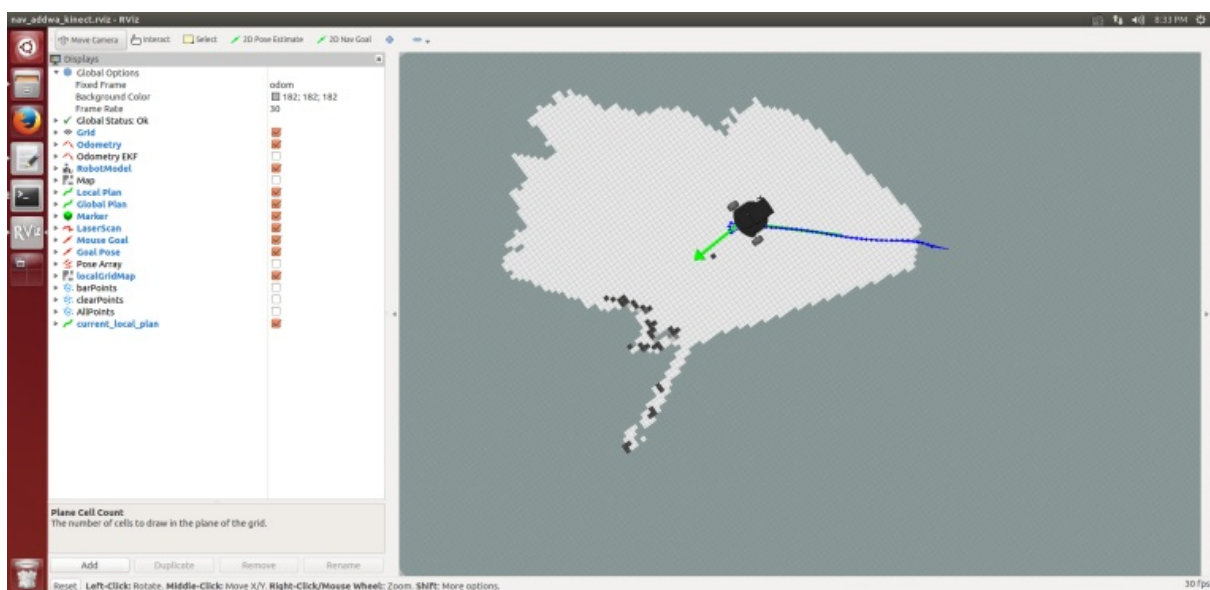 nav_addwa_kinect.rviz - RViz
8:33 PM
Move Camera Interact Select 2D Pose Estimate 2D Nav Goal
Displays
Global Options
Fixed Frame odom
Background Color 182; 182; 182
Frame Rate 30
Global Status: Ok
Grid
Odometry
Odometry EKF
RobotModel
Map
Local Plan
Global Plan
Marker
LaserScan
Mouse Goal
Goal Pose
Pose Array
localGridMap
barPoints
clearPoints
AllPoints
current_local_plan
RViz
Plane Cell Count
The number of cells to draw in the plane of the grid.
Add Duplicate Remove Rename
Reset Left-Click: Rotate. Middle-Click: Move X/Y. Right-Click/Mouse Wheel: Zoom. Shift: More options. 30 fps